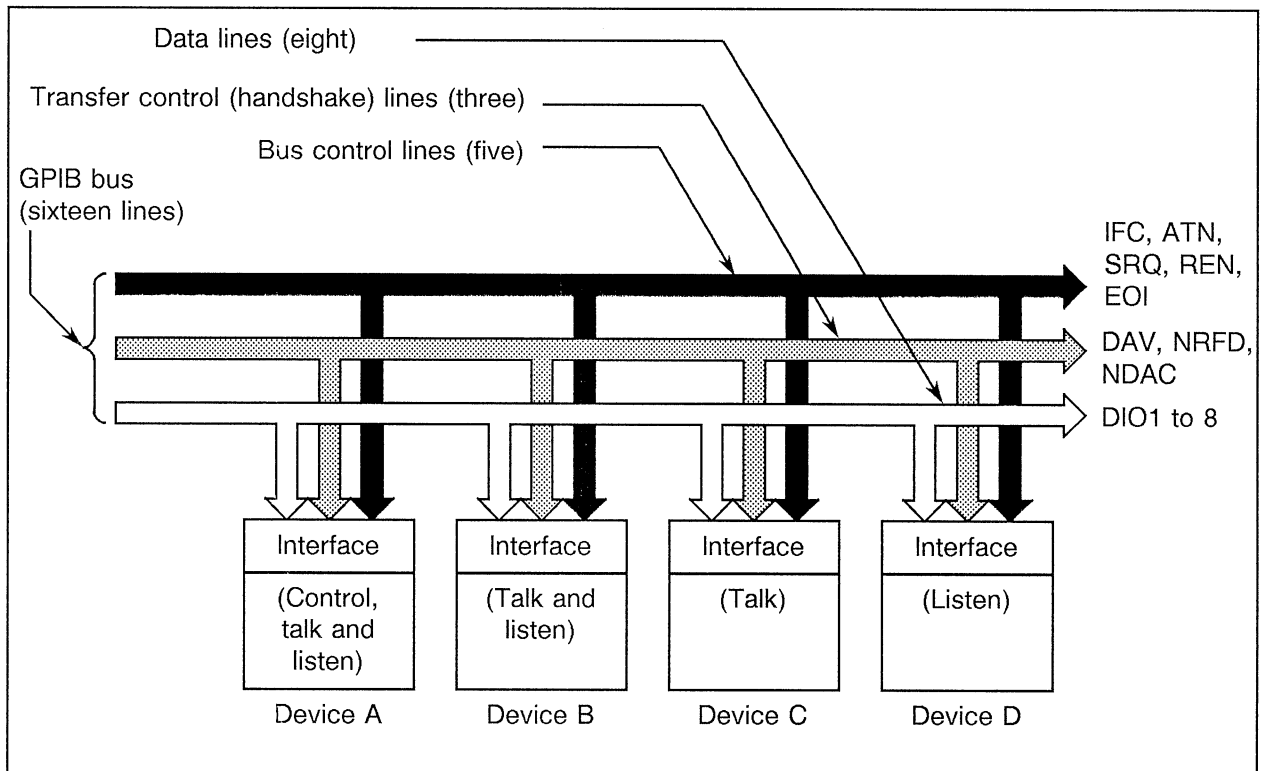 Data lines (eight)
Transfer control (handshake) lines (three)
Bus control lines (five)
GPIB bus
(sixteen lines)
IFC, ATN,
SRQ, REN,
EOI
DAV, NRFD,
NDAC
DIO1 to 8
Interface
(Control,
talk and
listen)
Device A
Interface
(Talk and
listen)
Device B
Interface
(Talk)
Device C
Interface
(Listen)
Device D